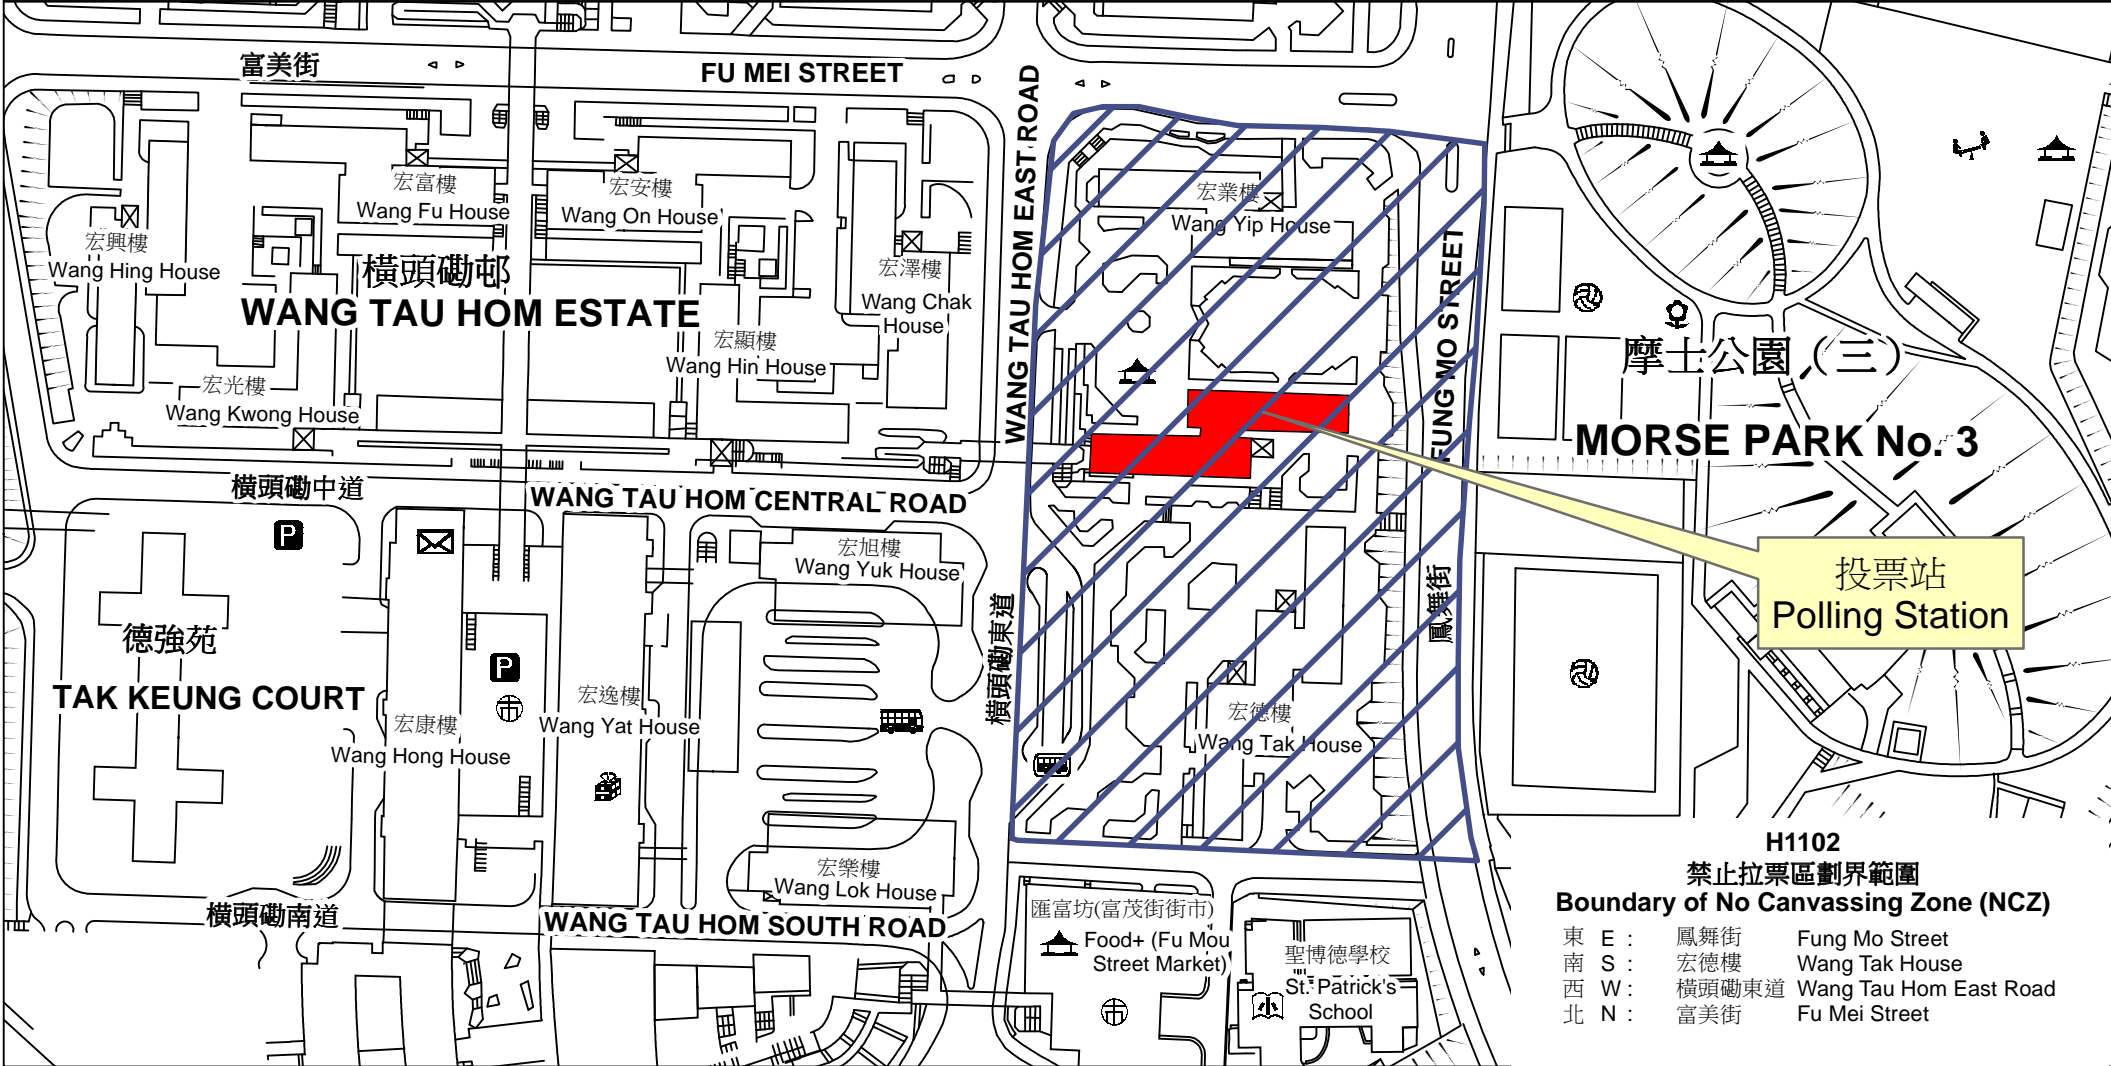 富美街
FU MEI STREET
WANG TAU HOM EAST ROAD
宏富樓
Wang Fu House
宏安樓
Wang On House
宏業樓
Wang Yip House
宏興樓
Wang Hing House
橫頭磡邨
WANG TAU HOM ESTATE
宏澤樓
Wang Chak
House
宏顯樓
Wang Hin House
FUNG MO STREET
摩士公園（三）
MORSE PARK No. 3
宏光樓
Wang Kwong House
橫頭磡中道
WANG TAU HOM CENTRAL ROAD
P
宏旭樓
Wang Yuk House
投票站
Polling Station
鳳舞街
橫頭磡東道
德強苑
TAK KEUNG COURT
P
市
宏逸樓
Wang Yat House
宏康樓
Wang Hong House
宏德樓
Wang Tak House
宏樂樓
Wang Lok House
橫頭磡南道
WANG TAU HOM SOUTH ROAD
匯富坊(富茂街街市)
Food+ (Fu Mou
Street Market)
市
聖博德學校
St. Patrick's
School
H1102
禁止拉票區劃界範圍
Boundary of No Canvassing Zone (NCZ)
東 E : 鳳舞街 Fung Mo Street
南 S : 宏德樓 Wang Tak House
西 W : 橫頭磡東道 Wang Tau Hom East Road
北 N : 富美街 Fu Mei Street